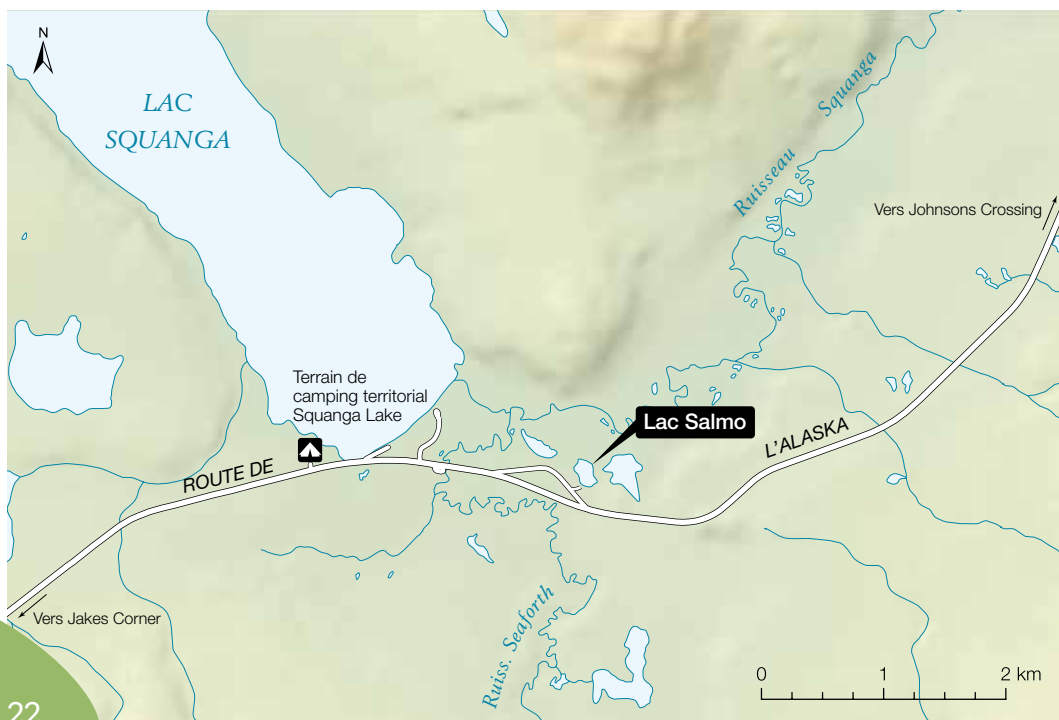 N
LAC
SQUANGA
Ruisseau Squanga
Vers Johnsons Crossing
Terrain de
camping territorial
Squanga Lake
Lac Salmo
ROUTE DE L'ALASKA
Vers Jakes Corner
Ruiss. Seaforth
0 1 2 km
22